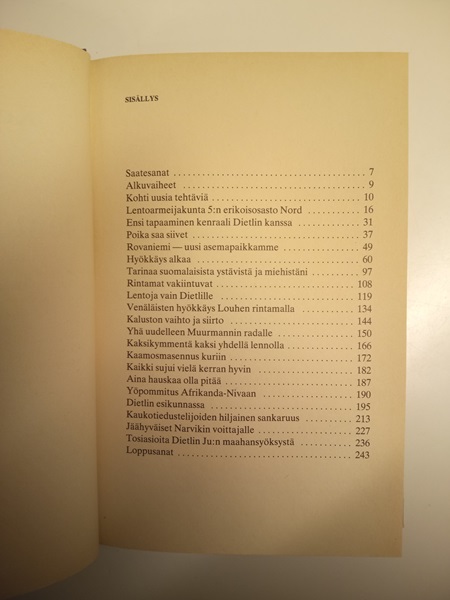 SISÄLLYS
Saatesanat . . . . . . . . . . . . . . . . . . . . . . . . . . . . . . . . . . 7
Alkuvaiheet . . . . . . . . . . . . . . . . . . . . . . . . . . . . . . . . . 9
Kohti uusia tehtäviä . . . . . . . . . . . . . . . . . . . . . . . . . . 10
Lentoarmeijakunta 5:n erikoisosasto Nord . . . . . . . . . . 16
Ensi tapaaminen kenraali Dietlin kanssa . . . . . . . . . . . . 31
Poika saa siivet . . . . . . . . . . . . . . . . . . . . . . . . . . . . . . 37
Rovaniemi — uusi asemapaikkamme . . . . . . . . . . . . . . 49
Hyökkäys alkaa . . . . . . . . . . . . . . . . . . . . . . . . . . . . . . 60
Tarinaa suomalaisista ystävistä ja miehistäni . . . . . . . . . 97
Rintamat vakiintuvat . . . . . . . . . . . . . . . . . . . . . . . . . 108
Lentoja vain Dietlille . . . . . . . . . . . . . . . . . . . . . . . . . 119
Venäläisten hyökkäys Louhen rintamalla . . . . . . . . . . . 134
Kaluston vaihto ja siirto . . . . . . . . . . . . . . . . . . . . . . . 144
Yhä uudelleen Muurmannin radalle . . . . . . . . . . . . . . . 150
Kaksikymmentä kaksi yhdellä lennolla . . . . . . . . . . . . . 166
Kaamosmasennus kuriin . . . . . . . . . . . . . . . . . . . . . . . 172
Kaikki sujui vielä kerran hyvin . . . . . . . . . . . . . . . . . . 182
Aina hauskaa olla pitää . . . . . . . . . . . . . . . . . . . . . . . . 187
Yöpommitus Afrikanda-Nivaan . . . . . . . . . . . . . . . . . . 190
Dietlin esikunnassa . . . . . . . . . . . . . . . . . . . . . . . . . . . 195
Kaukotiedustelijoiden hiljainen sankaruus . . . . . . . . . . . 213
Jäähyväiset Narvikin voittajalle . . . . . . . . . . . . . . . . . . 227
Tosiasioita Dietlin Ju:n maahansyöksystä . . . . . . . . . . . 236
Loppusanat . . . . . . . . . . . . . . . . . . . . . . . . . . . . . . . . . 243